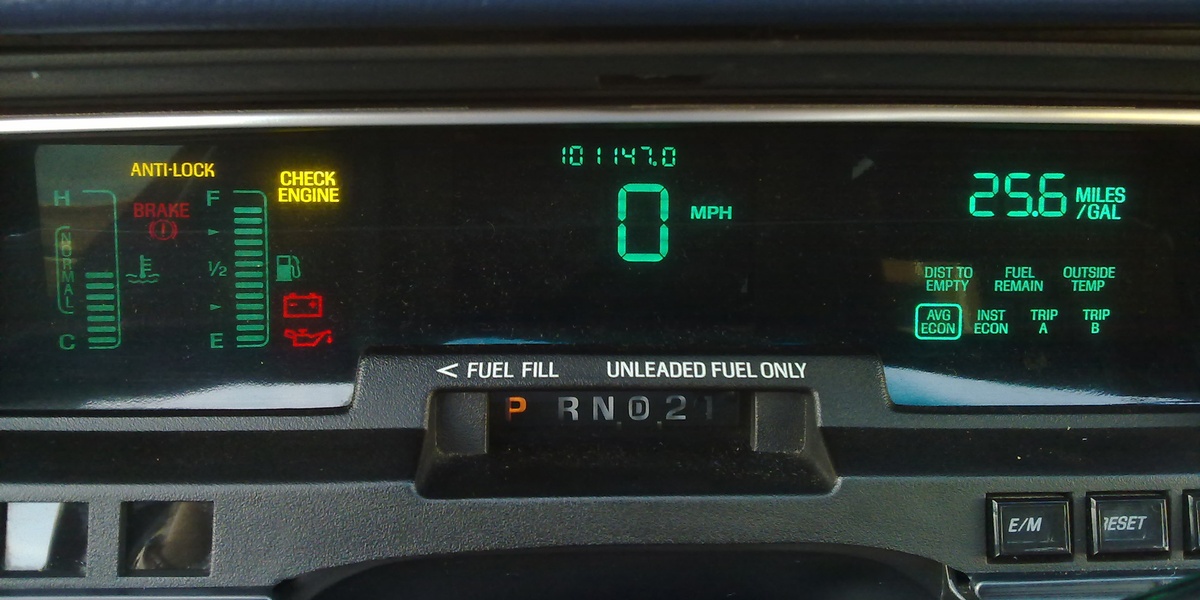 101147.0
ANTI-LOCK
CHECK
ENGINE
H
BRAKE
F
NORMAL
1/2
C
E
0 MPH
25.6 MILES
/GAL
DIST TO
EMPTY
FUEL
REMAIN
OUTSIDE
TEMP
AVG
ECON
INST
ECON
TRIP
A
TRIP
B
< FUEL FILL UNLEADED FUEL ONLY
P R N D 2 1
E/M
RESET